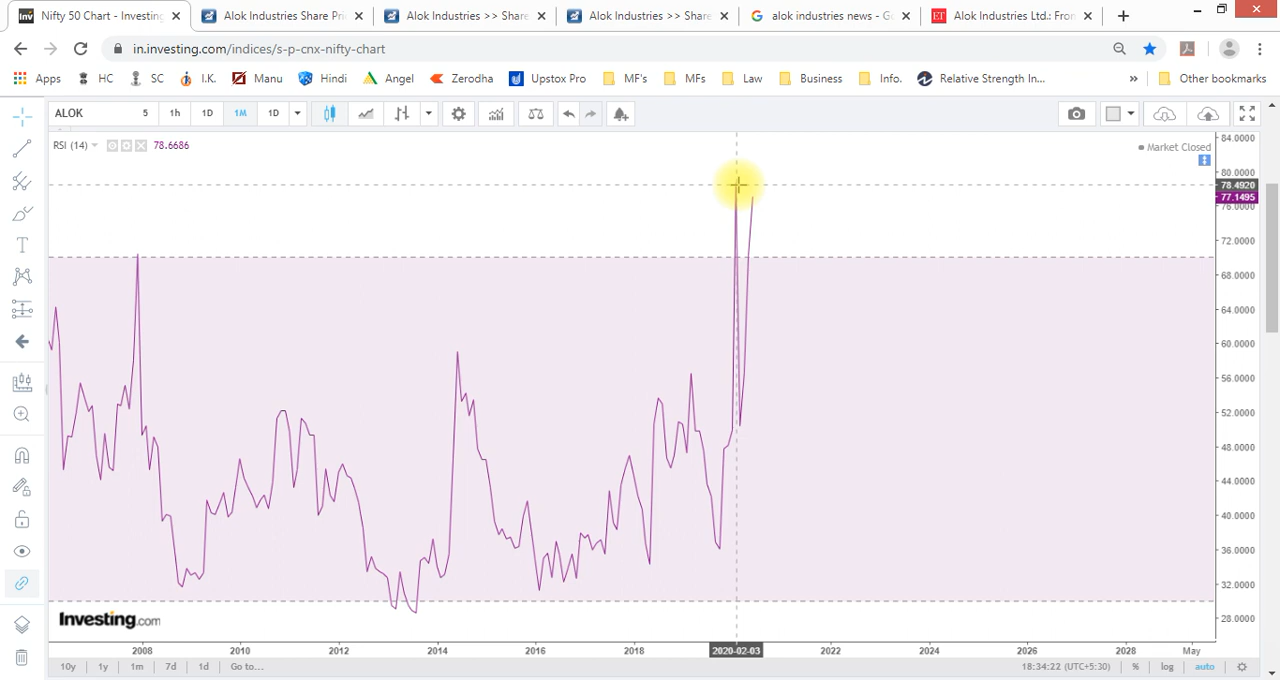 Nifty 50 Chart - Investing
Alok Industries Share Pri
Alok Industries >> Share
Alok Industries >> Share
alok industries news - G
Alok Industries Ltd.: Fron
in.investing.com/indices/s-p-cnx-nifty-chart
Apps HC SC I.K. Manu Hindi Angel Zerodha Upstox Pro MF's MFs Law Business Info. Relative Strength In... » Other bookmarks
ALOK 5 1h 1D 1M 1D
RSI (14) 78.6686
Market Closed
84.0000
80.0000
78.4920
77.1495
76.0000
72.0000
68.0000
64.0000
60.0000
56.0000
52.0000
48.0000
44.0000
40.0000
36.0000
32.0000
28.0000
Investing.com
2008 2010 2012 2014 2016 2018 2020-02-03 2022 2024 2026 2028 May
10y 1y 1m 7d 1d Go to... 18:34:22 (UTC+5:30) % log auto